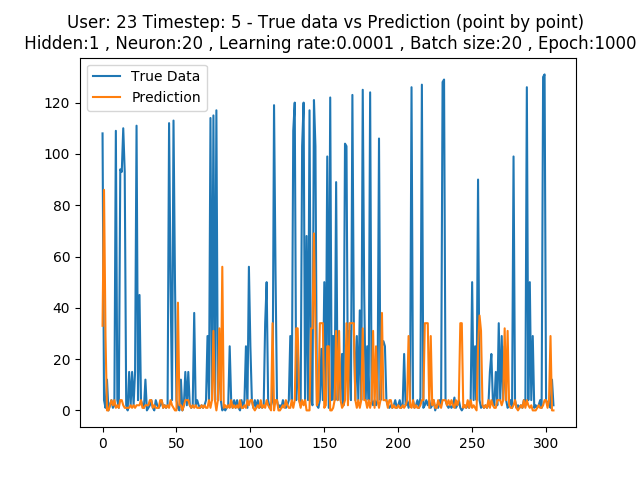 User: 23 Timestep: 5 - True data vs Prediction (point by point)
Hidden:1 , Neuron:20 , Learning rate:0.0001 , Batch size:20 , Epoch:1000
True Data
Prediction
120
100
80
60
40
20
0
0 50 100 150 200 250 300